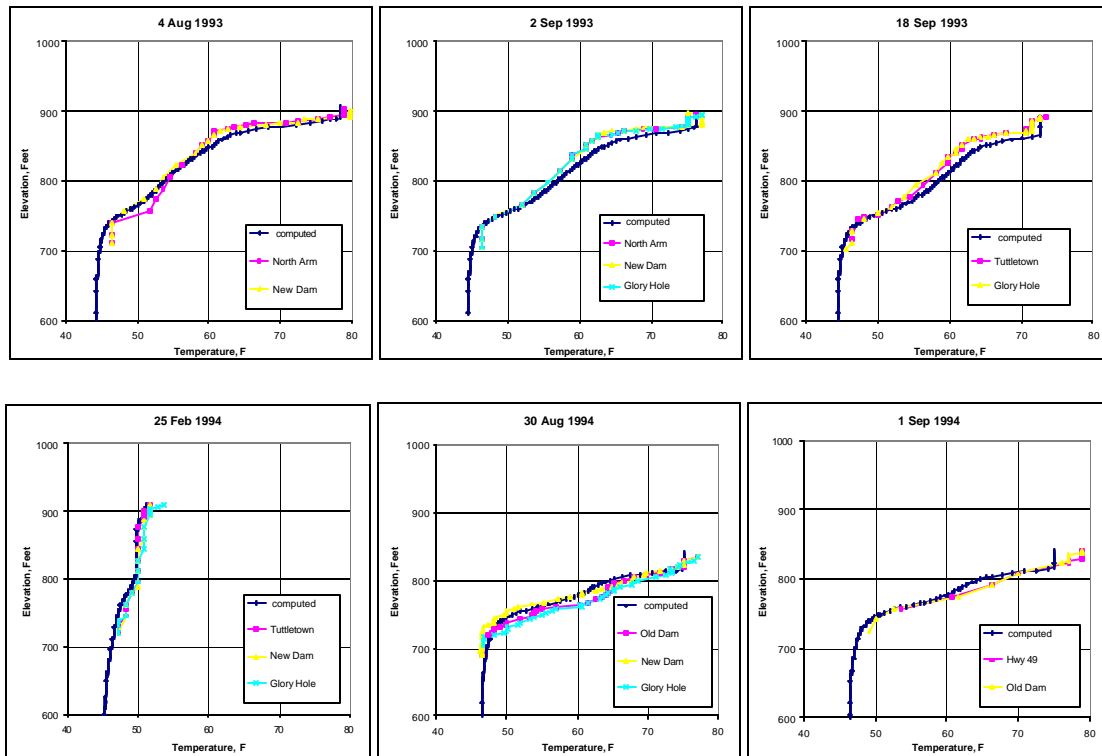 4 Aug 1993
1000
900
800
700
600
40
50
60
70
80
Elevation, Feet
Temperature, F
computed
North Arm
New Dam
2 Sep 1993
1000
900
800
700
600
40
50
60
70
80
Elevation, Feet
Temperature, F
computed
North Arm
New Dam
Glory Hole
18 Sep 1993
1000
900
800
700
600
40
50
60
70
80
Elevation, Feet
Temperature, F
computed
Tuttletown
Glory Hole
25 Feb 1994
1000
900
800
700
600
40
50
60
70
80
Elevation, Feet
Temperature, F
computed
Tuttletown
New Dam
Glory Hole
30 Aug 1994
1000
900
800
700
600
40
50
60
70
80
Elevation, Feet
Temperature, F
computed
Old Dam
New Dam
Glory Hole
1 Sep 1994
1000
900
800
700
600
40
50
60
70
80
Elevation, Feet
Temperature, F
computed
Hwy 49
Old Dam